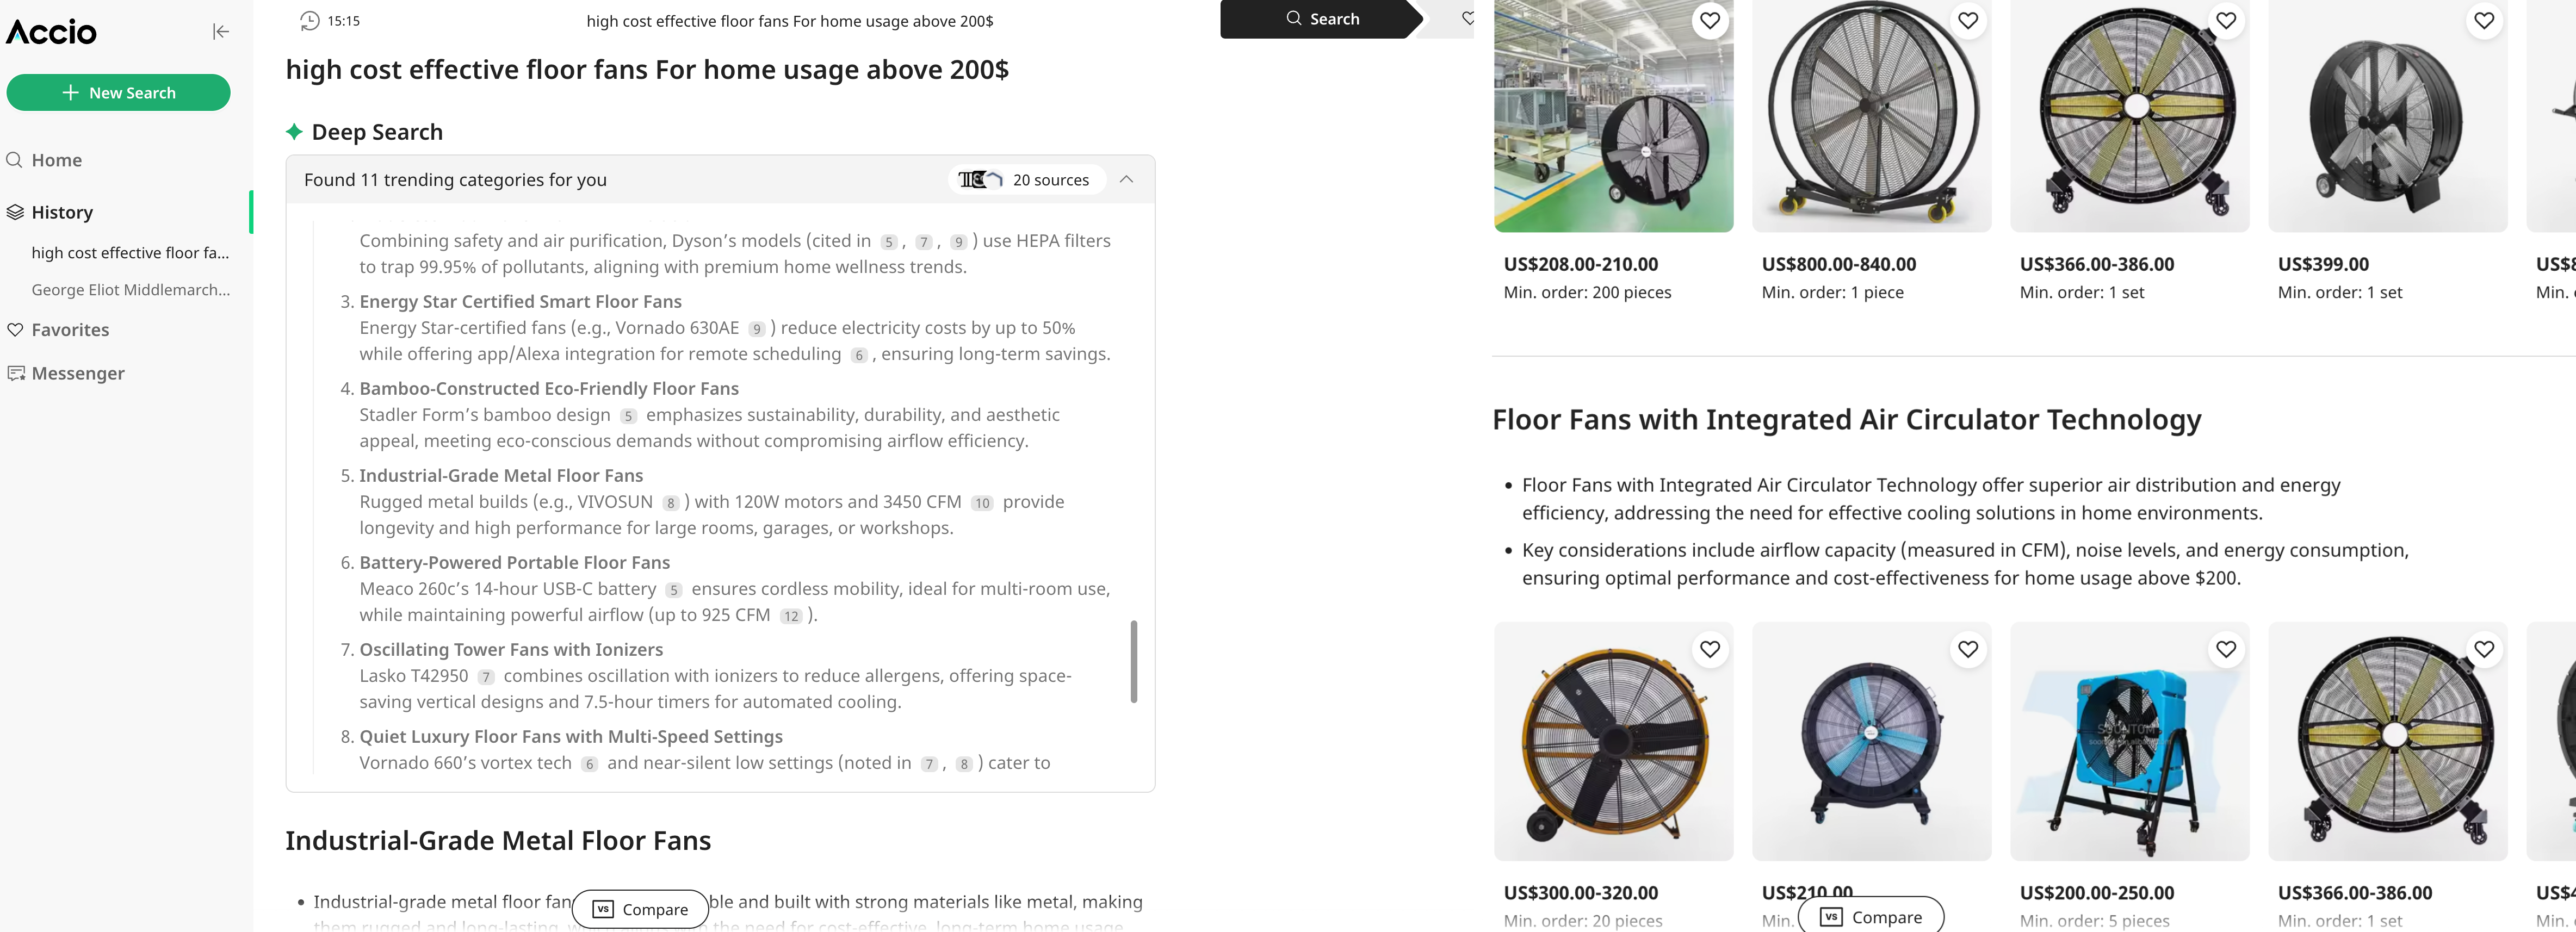 Accio
New Search
Home
History
high cost effective floor fa...
George Eliot Middlemarch...
Favorites
Messenger
15:15
high cost effective floor fans For home usage above 200$
high cost effective floor fans For home usage above 200$
Deep Search
Found 11 trending categories for you
20 sources
Combining safety and air purification, Dyson's models (cited in 5, 7, 9) use HEPA filters
to trap 99.95% of pollutants, aligning with premium home wellness trends.
3. Energy Star Certified Smart Floor Fans
Energy Star-certified fans (e.g., Vornado 630AE 9) reduce electricity costs by up to 50%
while offering app/Alexa integration for remote scheduling 6, ensuring long-term savings.
4. Bamboo-Constructed Eco-Friendly Floor Fans
Stadler Form's bamboo design 5 emphasizes sustainability, durability, and aesthetic
appeal, meeting eco-conscious demands without compromising airflow efficiency.
5. Industrial-Grade Metal Floor Fans
Rugged metal builds (e.g., VIVOSUN 8) with 120W motors and 3450 CFM 10 provide
longevity and high performance for large rooms, garages, or workshops.
6. Battery-Powered Portable Floor Fans
Meaco 260c's 14-hour USB-C battery 5 ensures cordless mobility, ideal for multi-room use,
while maintaining powerful airflow (up to 925 CFM 12).
7. Oscillating Tower Fans with Ionizers
Lasko T42950 7 combines oscillation with ionizers to reduce allergens, offering space-
saving vertical designs and 7.5-hour timers for automated cooling.
8. Quiet Luxury Floor Fans with Multi-Speed Settings
Vornado 660's vortex tech 6 and near-silent low settings (noted in 7, 8) cater to
Industrial-Grade Metal Floor Fans
Industrial-grade metal floor fan
ble and built with strong materials like metal, making
them rugged and long-lasting, w
the need for cost-effective, long-term home usage
VS Compare
Search
US$208.00-210.00
Min. order: 200 pieces
US$800.00-840.00
Min. order: 1 piece
US$366.00-386.00
Min. order: 1 set
US$399.00
Min. order: 1 set
US$
Min.
Floor Fans with Integrated Air Circulator Technology
Floor Fans with Integrated Air Circulator Technology offer superior air distribution and energy
efficiency, addressing the need for effective cooling solutions in home environments.
Key considerations include airflow capacity (measured in CFM), noise levels, and energy consumption,
ensuring optimal performance and cost-effectiveness for home usage above $200.
US$300.00-320.00
Min. order: 20 pieces
US$210.00
Min.
US$200.00-250.00
Min. order: 5 pieces
US$366.00-386.00
Min. order: 1 set
US$4
Min. o
VS Compare